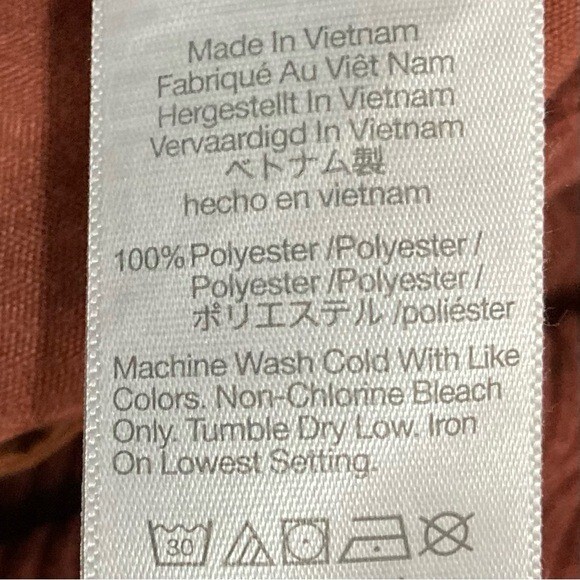 Made In Vietnam
Fabriqué Au Viêt Nam
Hergestellt In Vietnam
Vervaardigd In Vietnam
ベトナム製
hecho en vietnam
100% Polyester /Polyester/
Polyester /Polyester/
ポリエステル /poliéster
Machine Wash Cold With Like
Colors. Non-Chlorine Bleach
Only. Tumble Dry Low. Iron
On Lowest Setting.
30